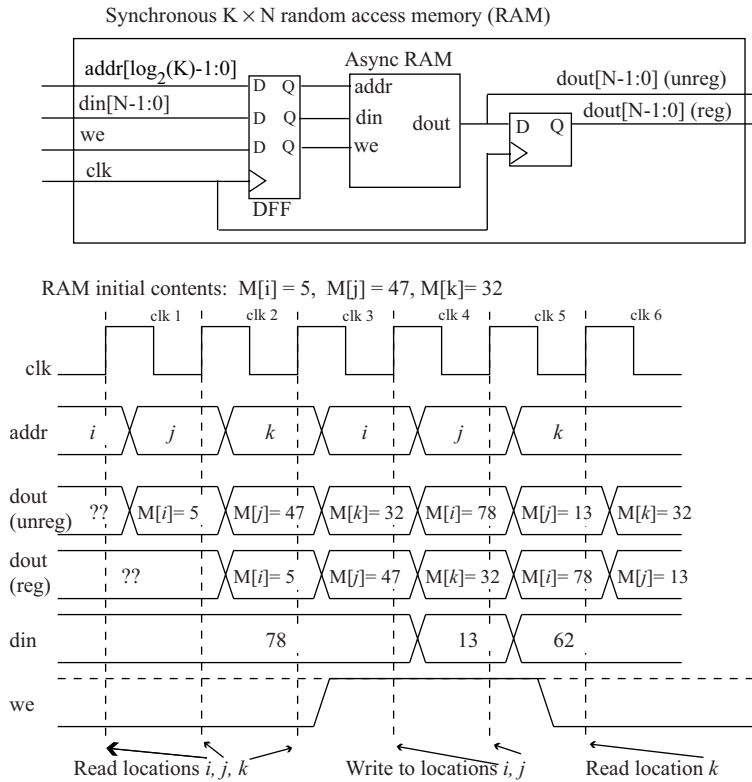 Synchronous K × N random access memory (RAM)
Async RAM
addr[log2(K)-1:0]
D Q
addr
dout[N-1:0] (unreg)
din[N-1:0]
D Q
din
dout
D Q
dout[N-1:0] (reg)
we
D Q
we
clk
DFF
RAM initial contents: M[i] = 5, M[j] = 47, M[k]= 32
clk 1 clk 2 clk 3 clk 4 clk 5 clk 6
clk
addr i j k i j k
dout
(unreg) ?? M[i]= 5 M[j]= 47 M[k]= 32 M[i]= 78 M[j]= 13 M[k]= 32
dout
(reg) ?? M[i]= 5 M[j]= 47 M[k]= 32 M[i]= 78 M[j]= 13
din 78 13 62
we
Read locations i, j, k Write to locations i, j Read location k